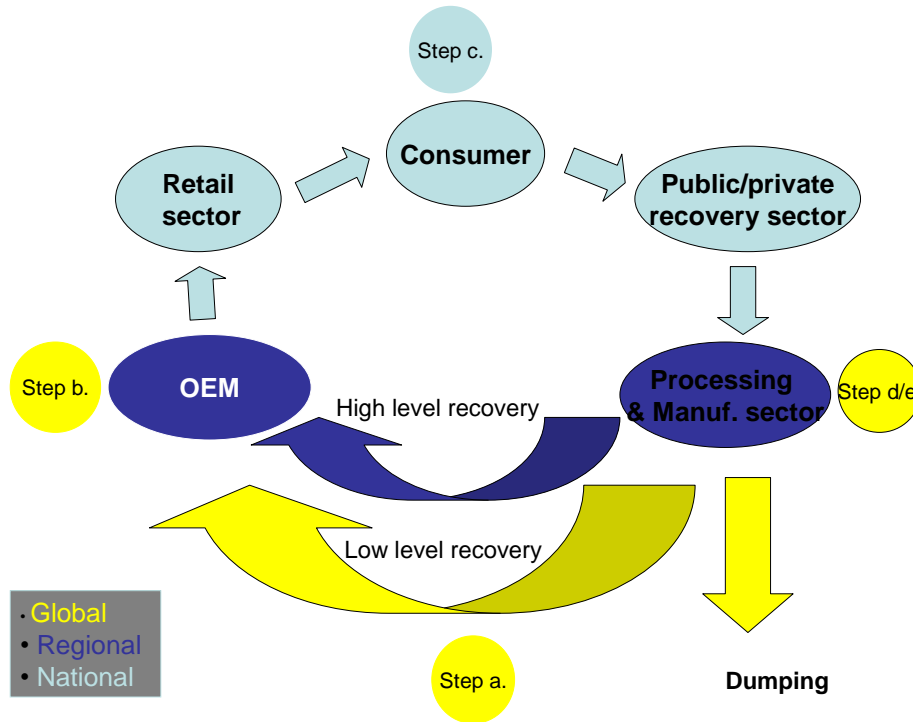 Step c.
Consumer
Retail
sector
Public/private
recovery sector
Step b.
OEM
Processing
& Manuf. sector
Step d/e
High level recovery
Low level recovery
• Global
• Regional
• National
Step a.
Dumping